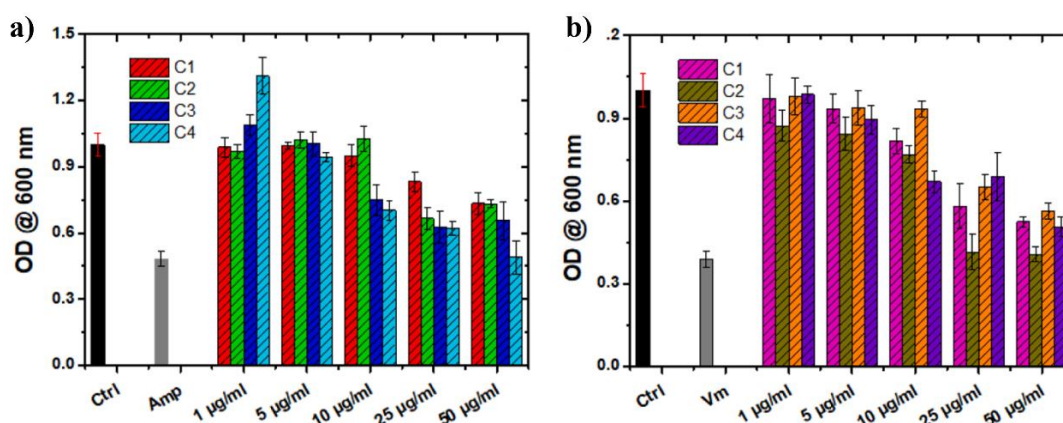 a)
1.5
1.2
0.9
0.6
0.3
0.0
OD @ 600 nm
C1
C2
C3
C4
Ctrl
Amp
1 µg/ml
5 µg/ml
10 µg/ml
25 µg/ml
50 µg/ml
b)
.2
0.9
0.6
0.3
.0
OD @ 600 nm
C1
C2
C3
C4
Ctrl
Vm
1 µg/ml
5 µg/ml
10 µg/ml
25 µg/ml
50 µg/ml